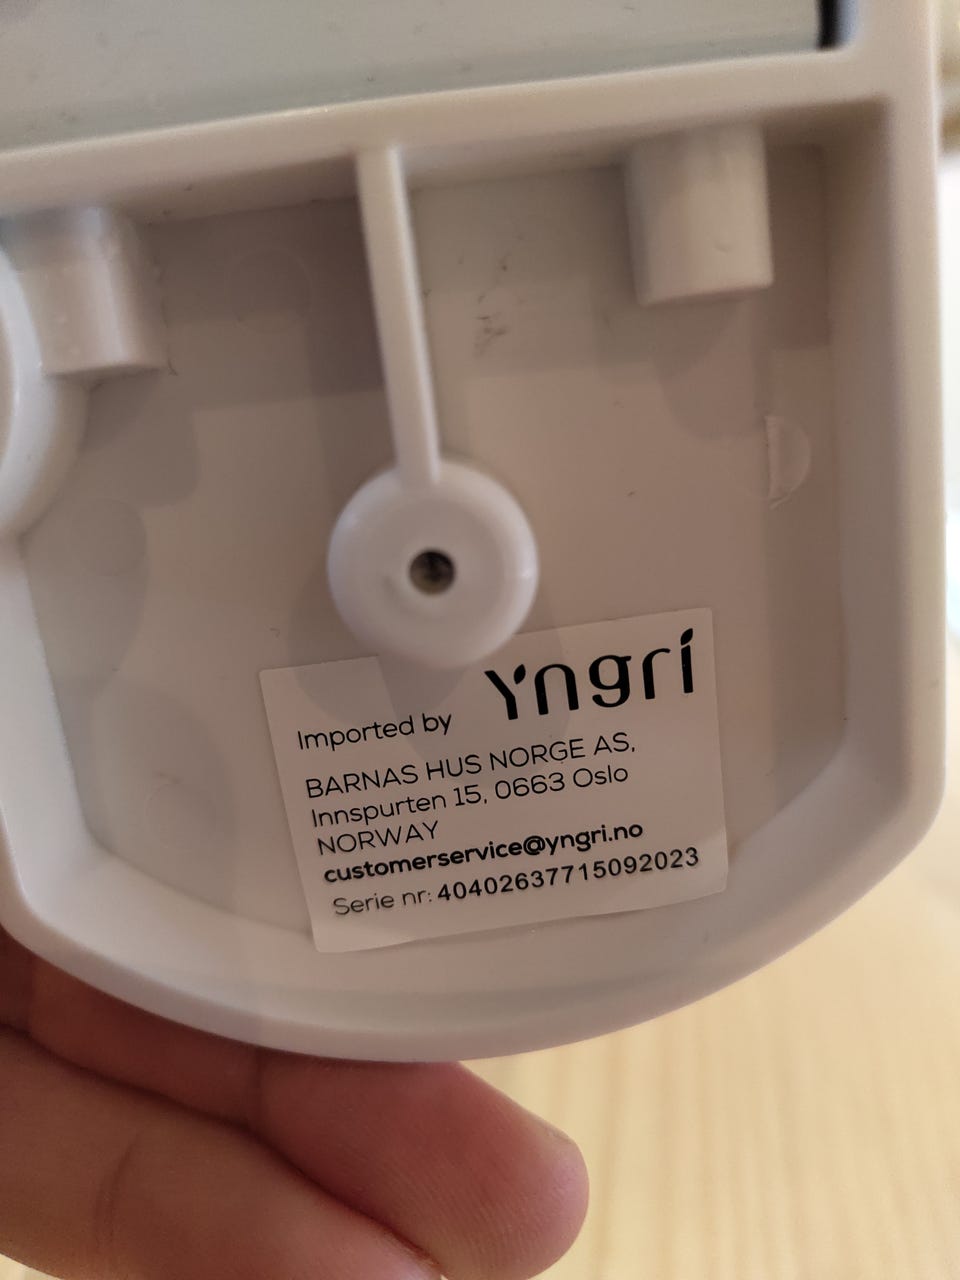 Yngri
Imported by
BARNAS HUS NORGE AS,
Innspurten 15, 0663 Oslo
NORWAY
customerservice@yngri.no
Serie nr: 40402637715092023